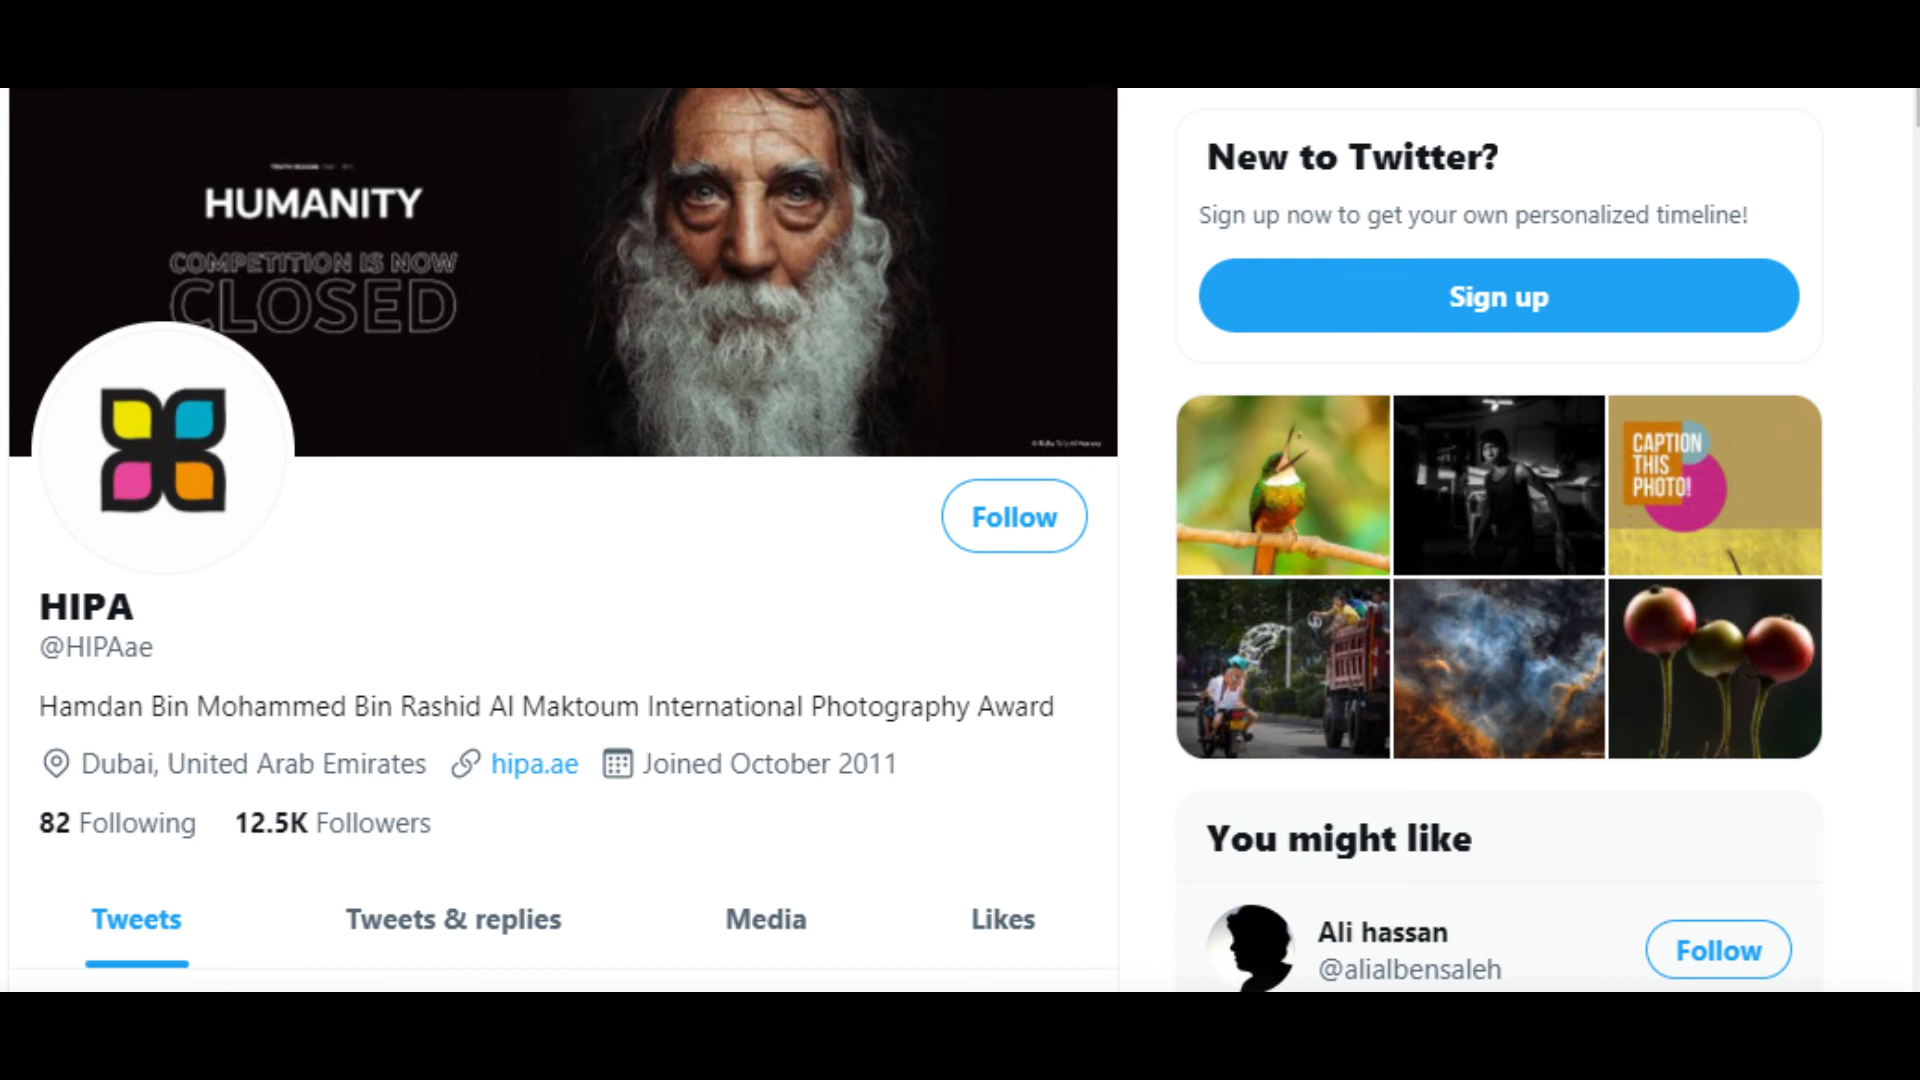 HUMANITY
COMPETITION IS NOW
CLOSED
Follow
HIPA
@HIPAae
Hamdan Bin Mohammed Bin Rashid Al Maktoum International Photography Award
Dubai, United Arab Emirates hipa.ae Joined October 2011
82 Following 12.5K Followers
Tweets Tweets & replies Media Likes
New to Twitter?
Sign up now to get your own personalized timeline!
Sign up
CAPTION
THIS
PHOTO!
You might like
Ali hassan
@alialbensaleh
Follow